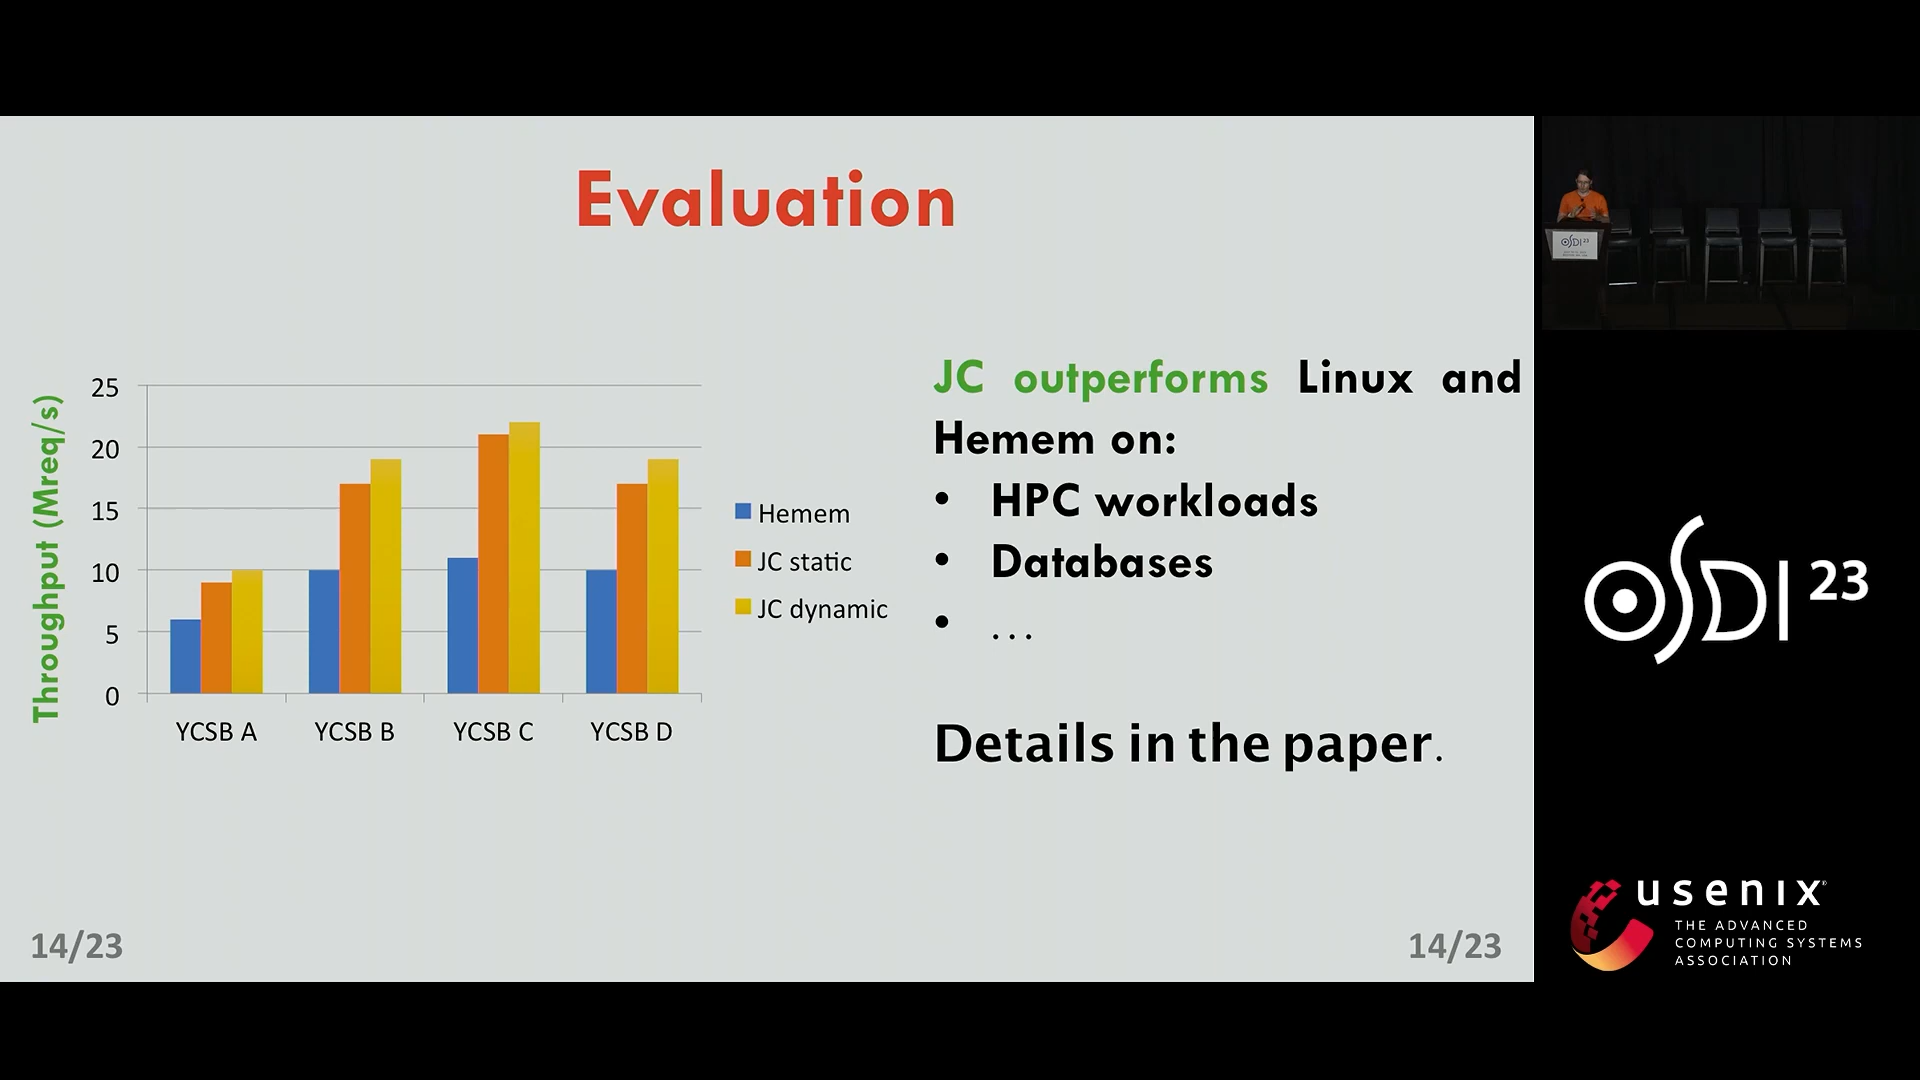 Evaluation
Throughput (Mreq/s)
25
20
15
10
5
0
YCSB A
YCSB B
YCSB C
YCSB D
Hemem
JC static
JC dynamic
JC outperforms Linux and
Hemem on:
• HPC workloads
• Databases
• ...
Details in the paper.
14/23
14/23
OSDI 23
OSDI 23
usenix
THE ADVANCED
COMPUTING SYSTEMS
ASSOCIATION